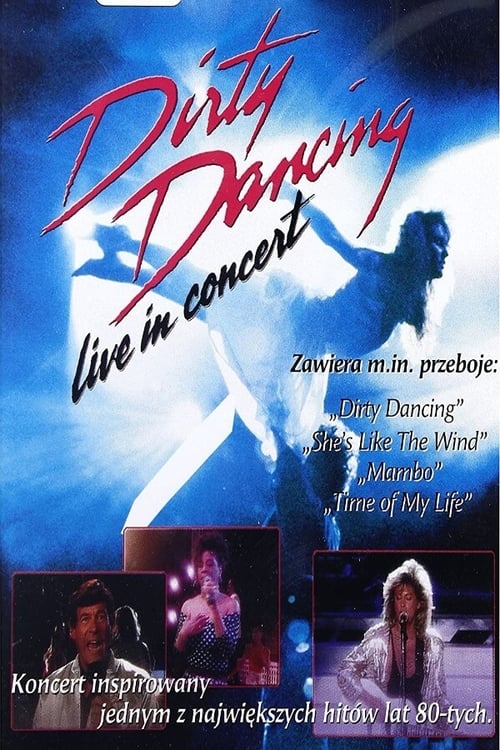 Dirty
Dancing
live in concert
Zawiera m.in. przeboje:
„Dirty Dancing”
„She's Like The Wind”
„Mambo”
„Time of My Life”
Koncert inspirowany
jednym z największych hitów lat 80-tych.